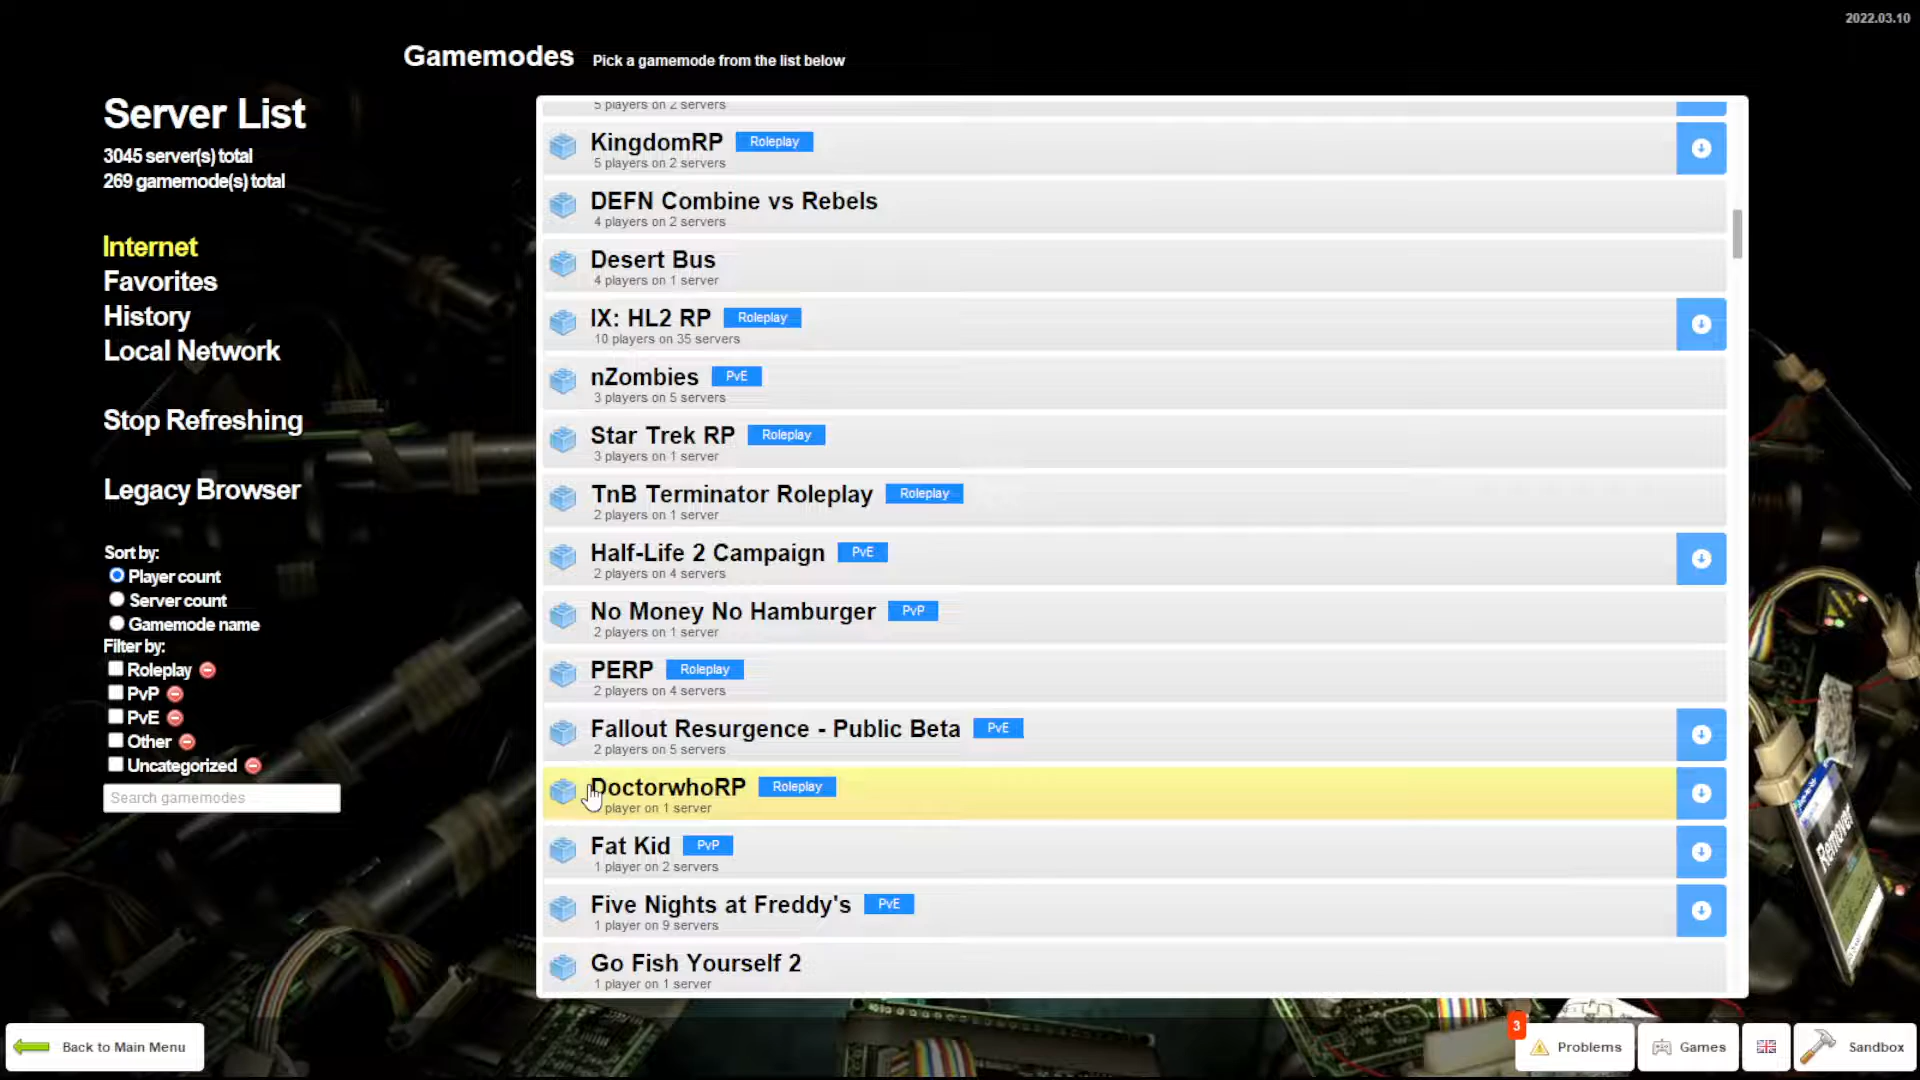 2022.03.10
Gamemodes
Pick a gamemode from the list below
Server List
3045 server(s) total
269 gamemode(s) total
Internet
Favorites
History
Local Network
Stop Refreshing
Legacy Browser
Sort by:
Player count
Server count
Gamemode name
Filter by:
Roleplay
PvP
PvE
Other
Uncategorized
Search gamemodes ...
5 players on 2 servers
KingdomRP Roleplay
5 players on 2 servers
DEFN Combine vs Rebels
4 players on 2 servers
Desert Bus
4 players on 1 server
IX: HL2 RP Roleplay
10 players on 35 servers
nZombies PvE
3 players on 5 servers
Star Trek RP Roleplay
3 players on 1 server
TnB Terminator Roleplay Roleplay
2 players on 1 server
Half-Life 2 Campaign PvE
2 players on 4 servers
No Money No Hamburger PvP
2 players on 1 server
PERP Roleplay
2 players on 4 servers
Fallout Resurgence - Public Beta PvE
2 players on 5 servers
DoctorwhoRP Roleplay
player on 1 server
Fat Kid PvP
1 player on 2 servers
Five Nights at Freddy's PvE
1 player on 9 servers
Go Fish Yourself 2
1 player on 1 server
Remover
Back to Main Menu
3
Problems
Games
Sandbox